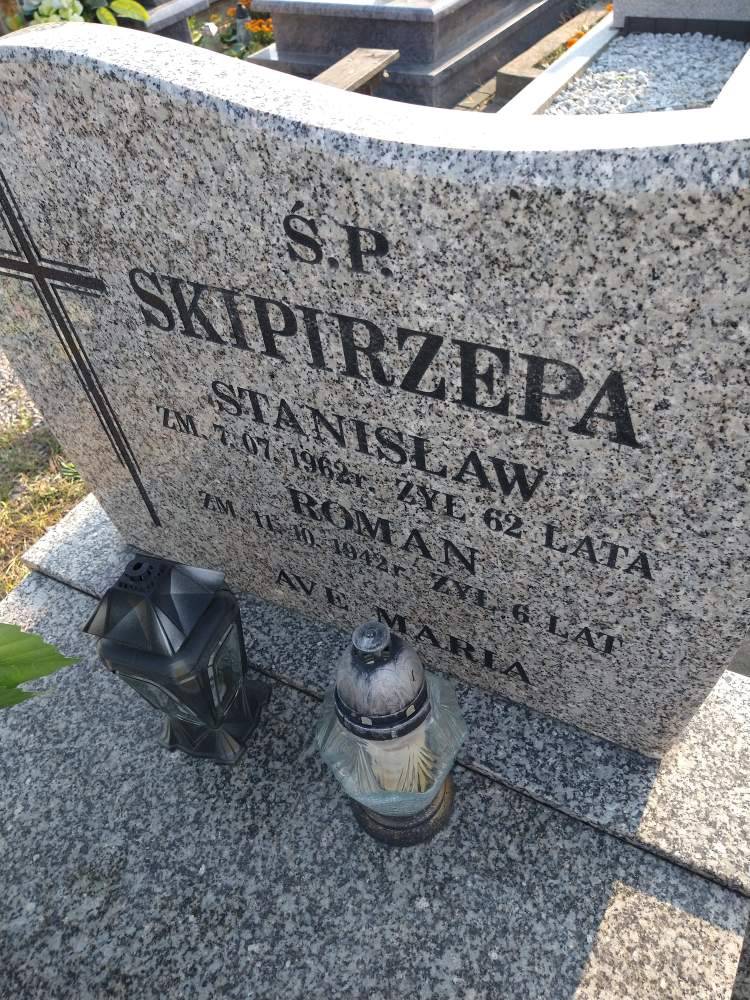 Ś.P.
SKIPIRZEPA
STANISŁAW
ZM. 7.07.1962r. ŻYŁ 62 LATA
ROMAN
ZM. 11.10.1942r. ŻYŁ 6 LAT
AVE MARIA